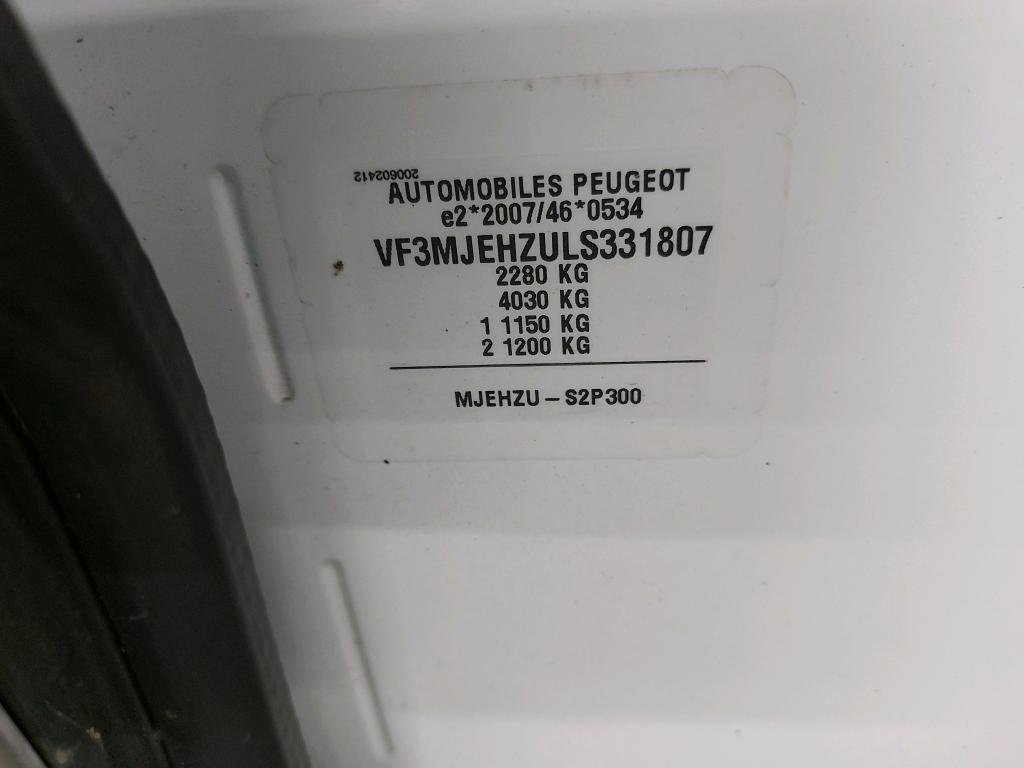 200602412
AUTOMOBILES PEUGEOT
e2*2007/46*0534
VF3MJEHZULS331807
2280 KG
4030 KG
1 1150 KG
2 1200 KG
MJEHZU – S2P300